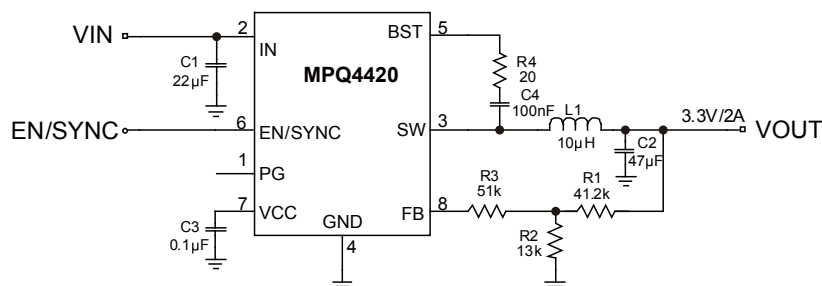 VIN
2
IN
C1
22µF
MPQ4420
BST
5
R4
20
C4
100nF
EN/SYNC
6
EN/SYNC
SW
3
L1
10µH
3.3V/2A
VOUT
C2
47µF
1
PG
7
VCC
C3
0.1µF
GND
4
FB
8
R3
51k
R1
41.2k
R2
13k